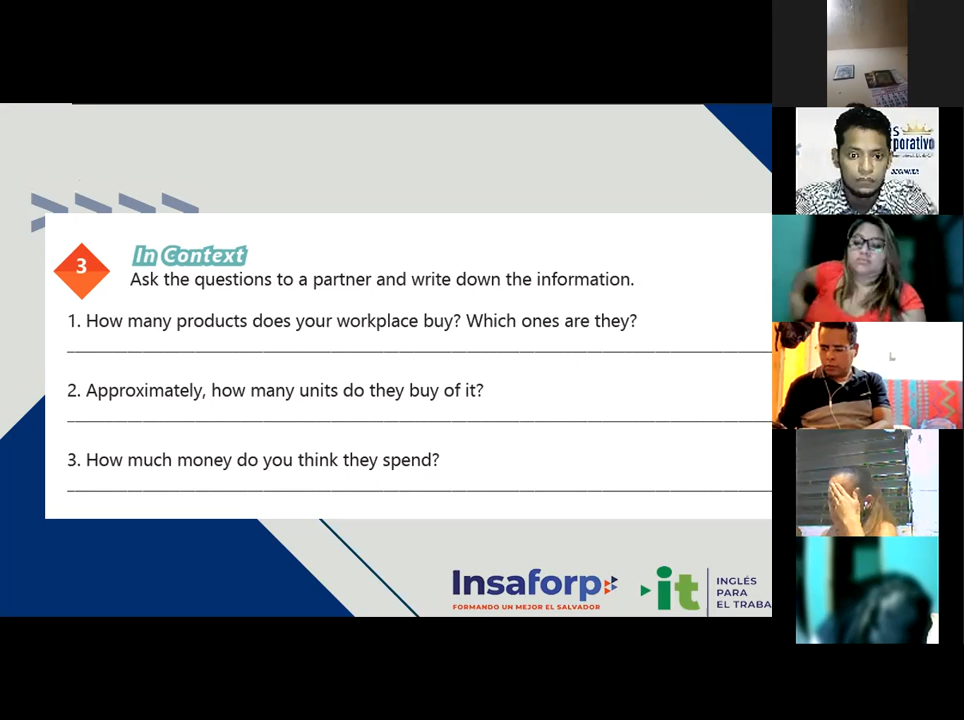 3
In Context
Ask the questions to a partner and write down the information.
1. How many products does your workplace buy? Which ones are they?
2. Approximately, how many units do they buy of it?
3. How much money do you think they spend?
Insaforp
FORMANDO UN MEJOR EL SALVADOR
it
INGLÉS
PARA
EL TRABA
rporativo